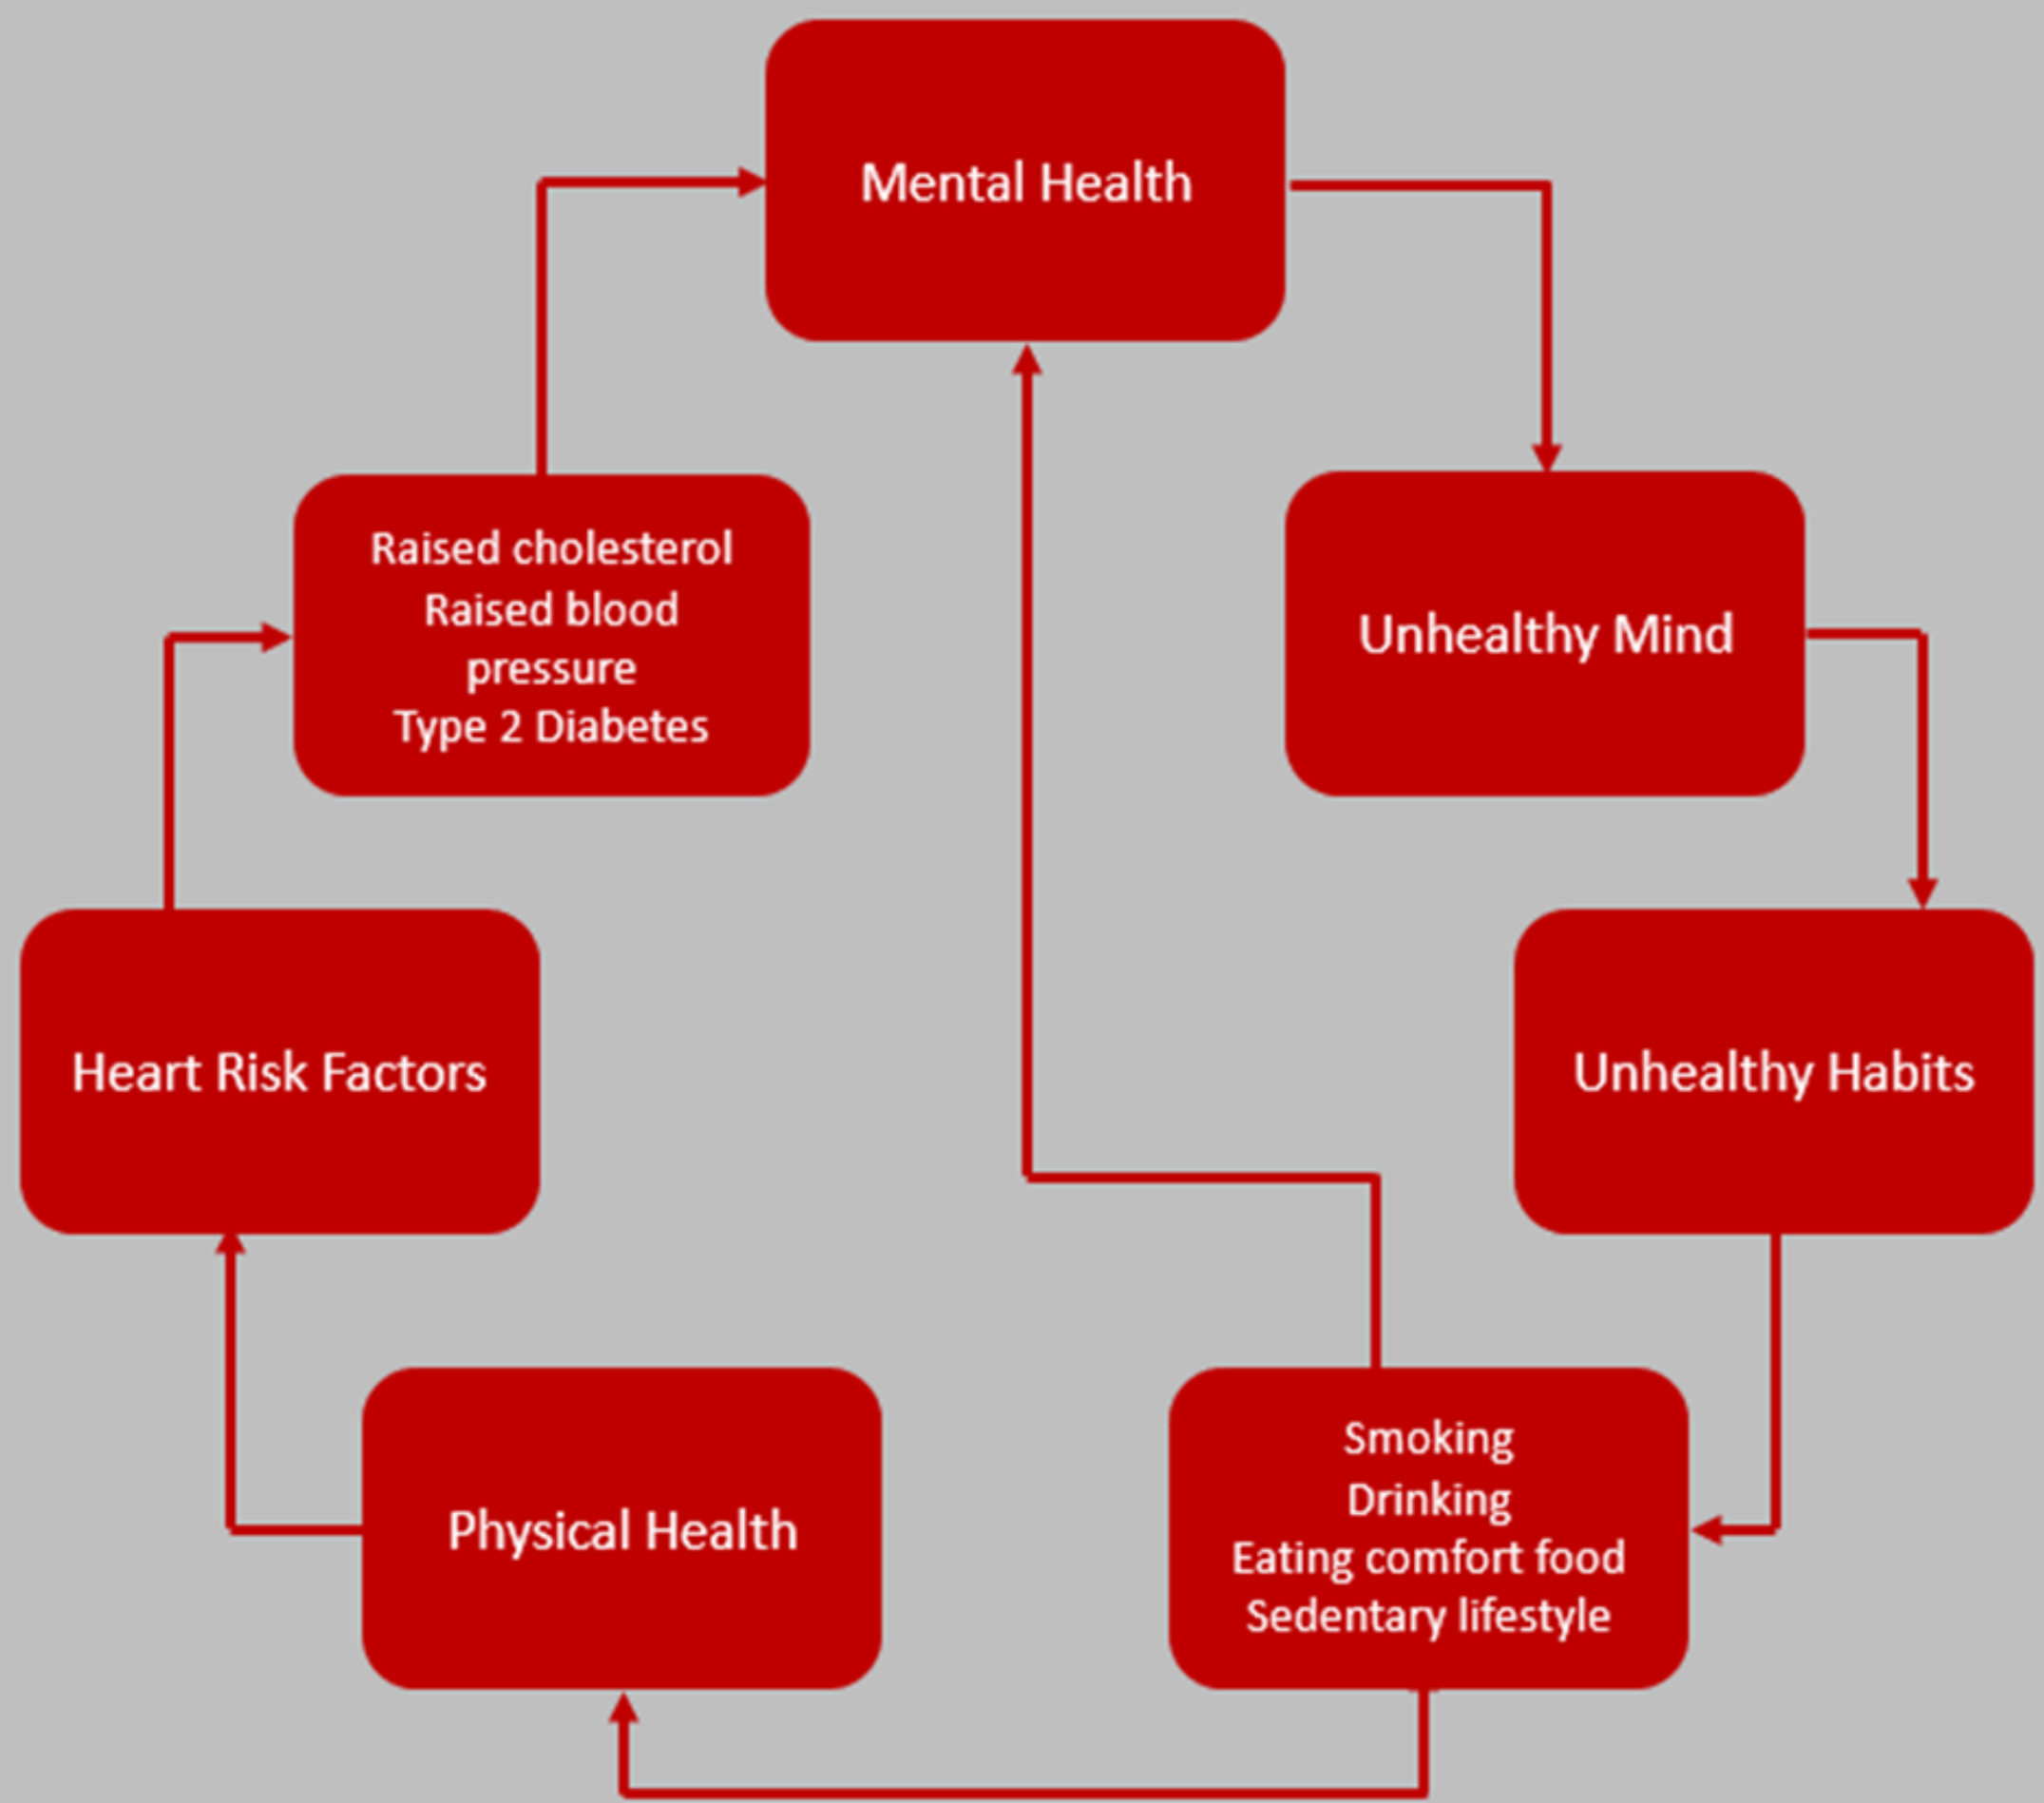 Mental Health
Raised cholesterol
Raised blood
pressure
Type 2 Diabetes
Unhealthy Mind
Heart Risk Factors
Unhealthy Habits
Physical Health
Smoking
Drinking
Eating comfort food
Sedentary lifestyle